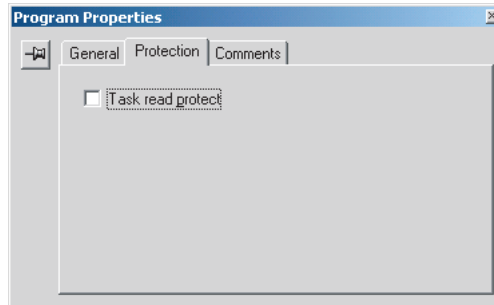 Program Properties
General Protection Comments
Task read protect